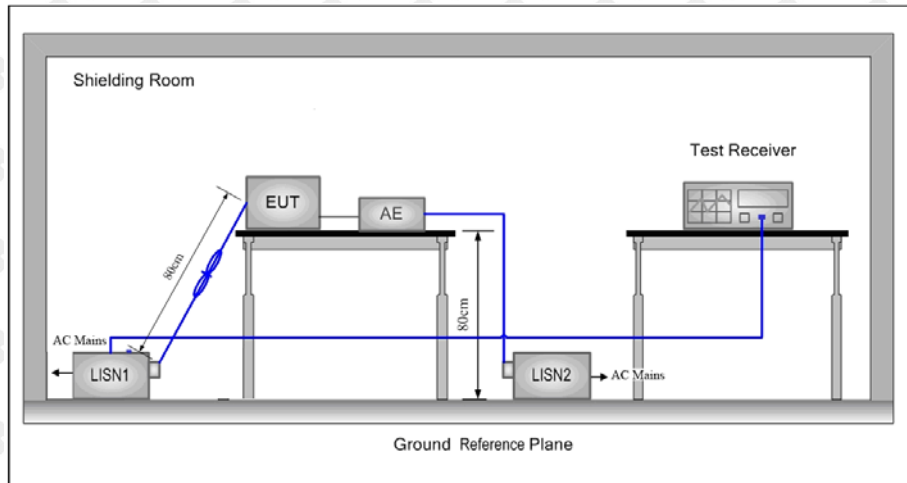 Shielding Room
Test Receiver
EUT
AE
80cm
80cm
AC Mains
LISN1
LISN2
AC Mains
Ground Reference Plane